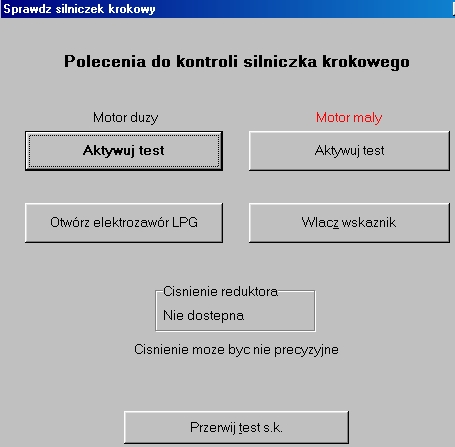 Sprawdz silniczek krokowy
Polecenia do kontroli silniczka krokowego
Motor duzy
Motor maly
Aktywuj test
Aktywuj test
Otwórz elektrozawór LPG
Wlacz wskaznik
Cisnienie reduktora
Nie dostepna
Cisnienie moze byc nie precyzyjne
Przerwij test s.k.